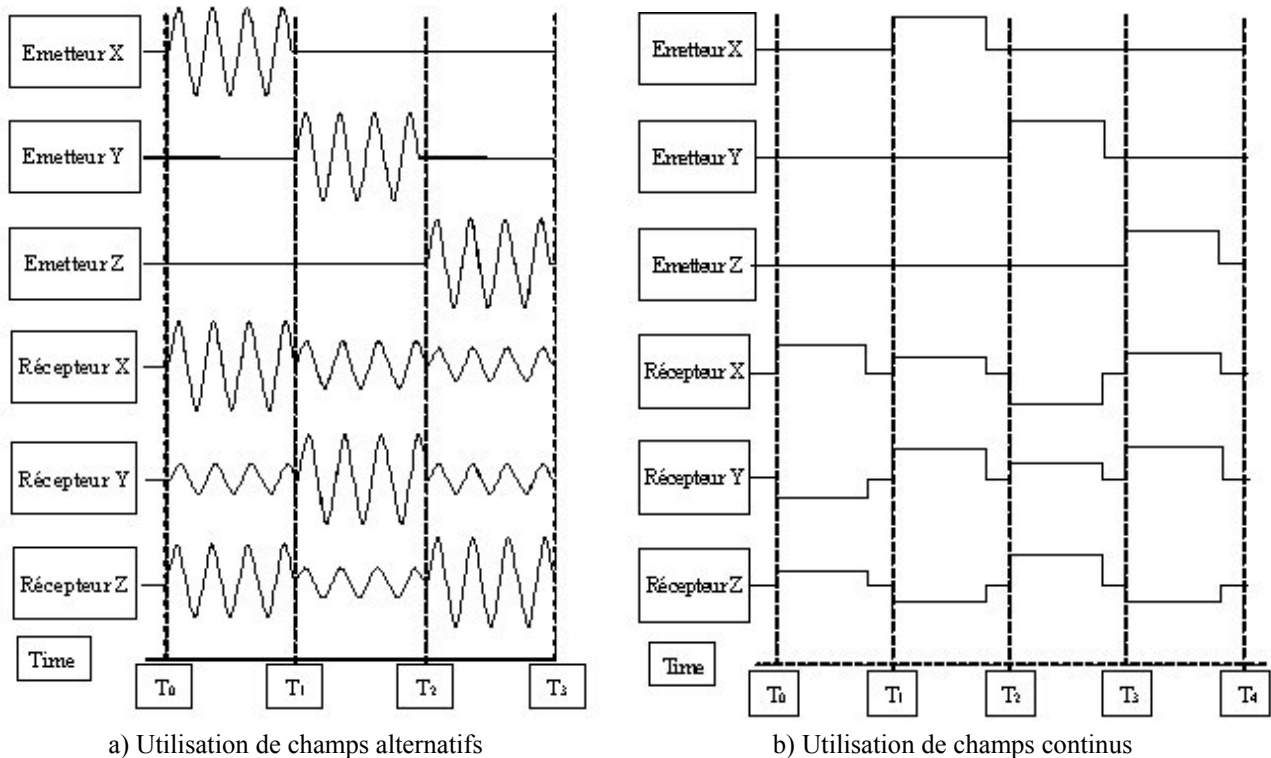 Emetteur X
Emetteur Y
Emetteur Z
Récepteur X
Récepteur Y
Récepteur Z
Time
T0
T1
T2
T3
a) Utilisation de champs alternatifs
Emetteur X
Emetteur Y
Emetteur Z
Récepteur X
Récepteur Y
Récepteur Z
Time
T0
T1
T2
T3
T4
b) Utilisation de champs continus